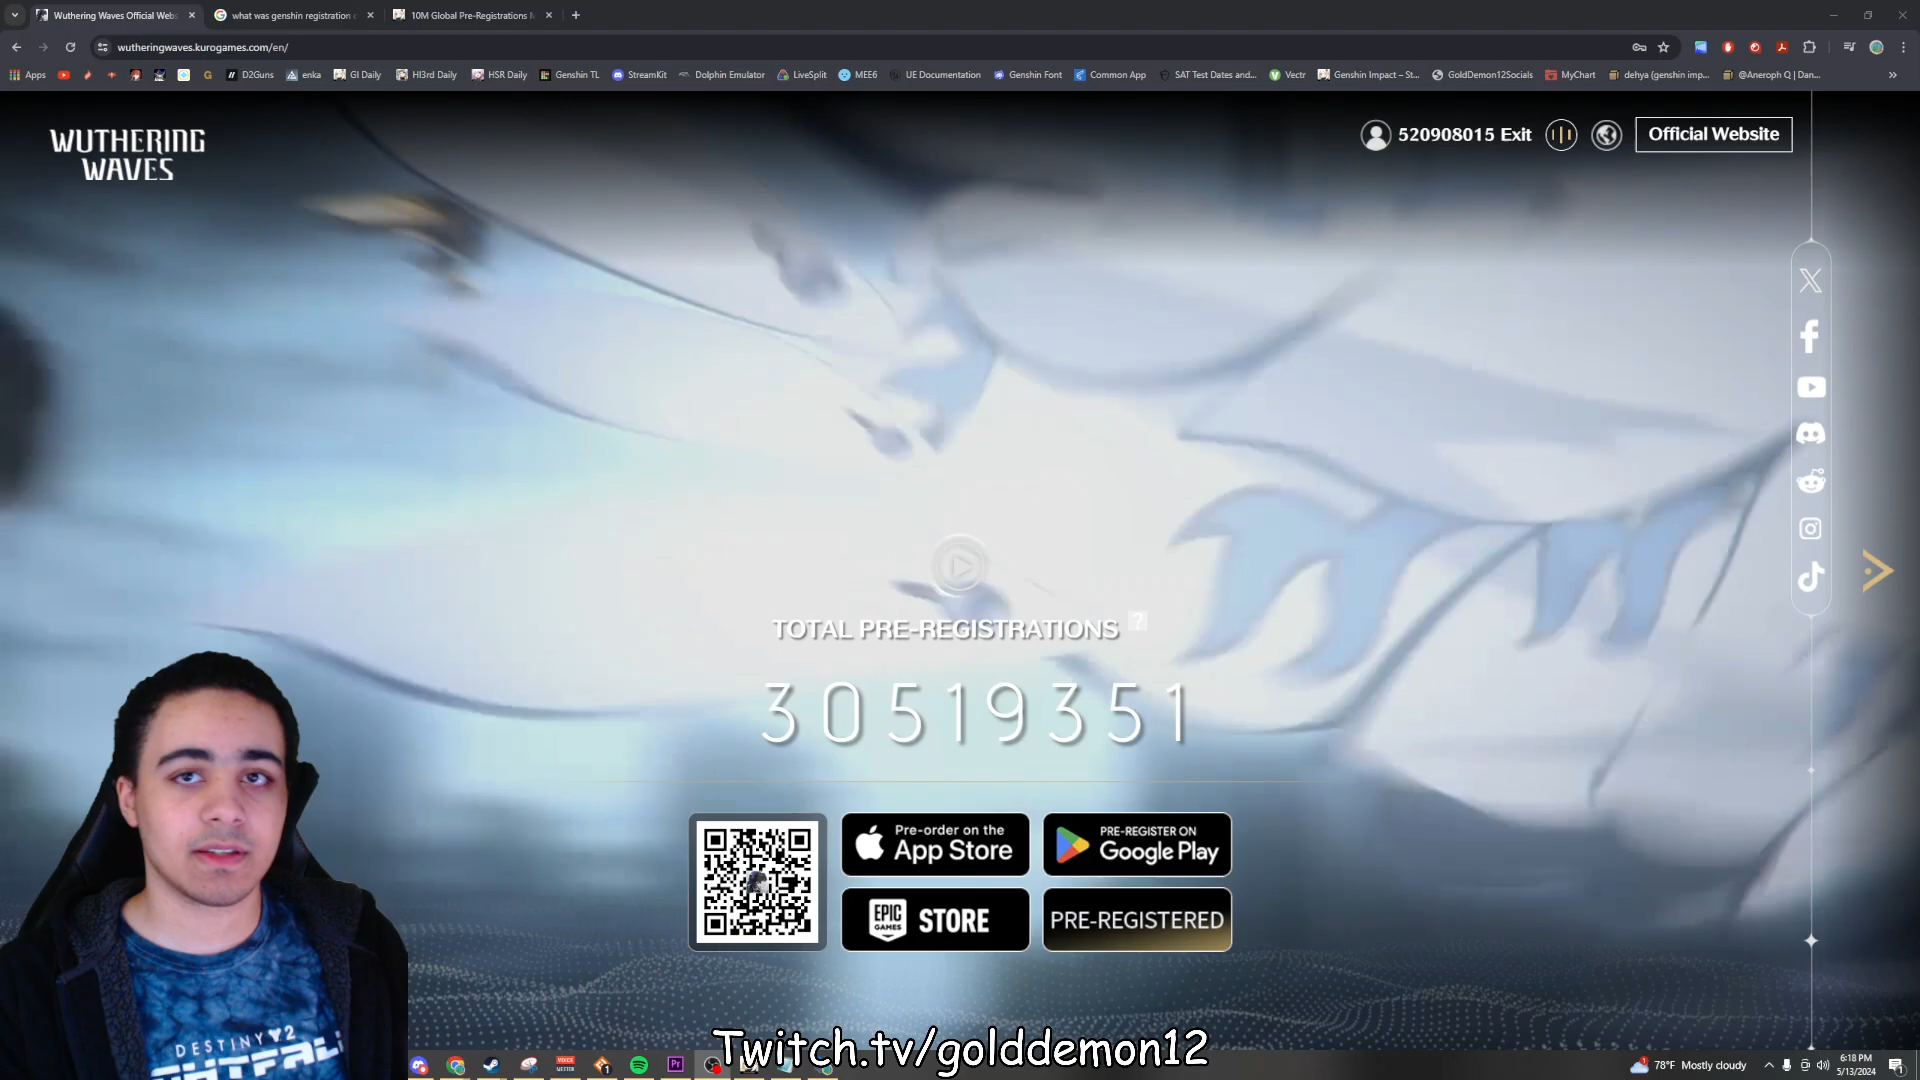 Wuthering Waves Official Webs
what was genshin registration c
10M Global Pre-Registrations M
wutheringwaves.kurogames.com/en/
Apps
D2Guns
enka
GI Daily
HI3rd Daily
HSR Daily
Genshin TL
StreamKit
Dolphin Emulator
LiveSplit
MEE6
UE Documentation
Genshin Font
Common App
SAT Test Dates and...
Vectr
Genshin Impact – St...
GoldDemon12Socials
MyChart
dehya (genshin imp...
@Aneroph Q | Dan...
WUTHERING
WAVES
520908015 Exit
Official Website
TOTAL PRE-REGISTRATIONS ?
30519351
Pre-order on the
App Store
PRE-REGISTER ON
Google Play
EPIC
GAMES
STORE
PRE-REGISTERED
DESTINY 2
Twitch.tv/golddemon12
78°F Mostly cloudy
6:18 PM
5/13/2024